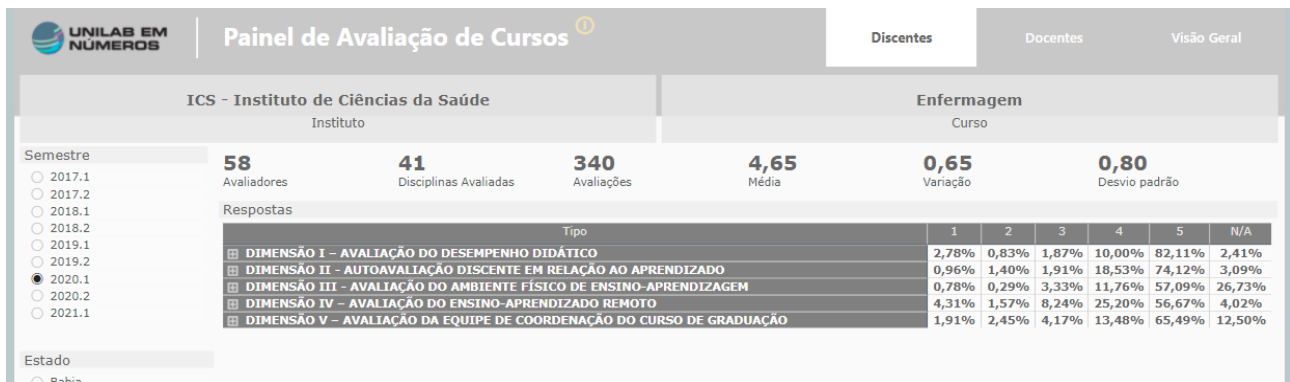 UNILAB EM
NÚMEROS
Painel de Avaliação de Cursos
Discentes Docentes Visão Geral
ICS - Instituto de Ciências da Saúde
Instituto
Enfermagem
Curso
Semestre
2017.1
2017.2
2018.1
2018.2
2019.1
2019.2
2020.1
2020.2
2021.1
58 41 340 4,65 0,65 0,80
Avaliadores Disciplinas Avaliadas Avaliações Média Variação Desvio padrão
Respostas
Tipo 1 2 3 4 5 N/A
DIMENSÃO I – AVALIAÇÃO DO DESEMPENHO DIDÁTICO 2,78% 0,83% 1,87% 10,00% 82,11% 2,41%
DIMENSÃO II - AUTOAVALIAÇÃO DISCENTE EM RELAÇÃO AO APRENDIZADO 0,96% 1,40% 1,91% 18,53% 74,12% 3,09%
DIMENSÃO III - AVALIAÇÃO DO AMBIENTE FÍSICO DE ENSINO-APRENDIZAGEM 0,78% 0,29% 3,33% 11,76% 57,09% 26,73%
DIMENSÃO IV – AVALIAÇÃO DO ENSINO-APRENDIZADO REMOTO 4,31% 1,57% 8,24% 25,20% 56,67% 4,02%
DIMENSÃO V – AVALIAÇÃO DA EQUIPE DE COORDENAÇÃO DO CURSO DE GRADUAÇÃO 1,91% 2,45% 4,17% 13,48% 65,49% 12,50%
Estado
Bahia